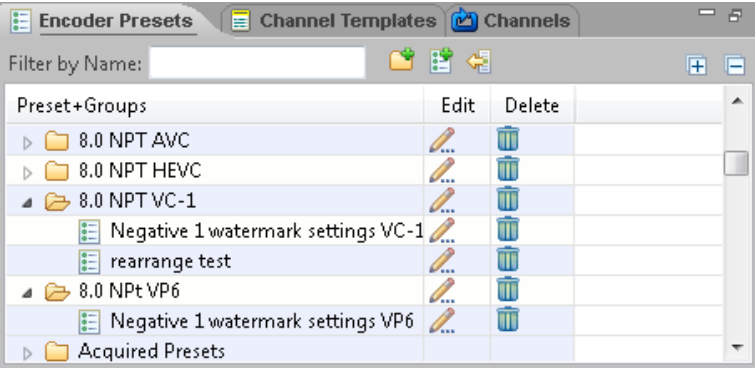 Encoder Presets Channel Templates Channels
Filter by Name:
Preset+Groups Edit Delete
8.0 NPT AVC
8.0 NPT HEVC
8.0 NPT VC-1
Negative 1 watermark settings VC-1
rearrange test
8.0 NPt VP6
Negative 1 watermark settings VP6
Acquired Presets